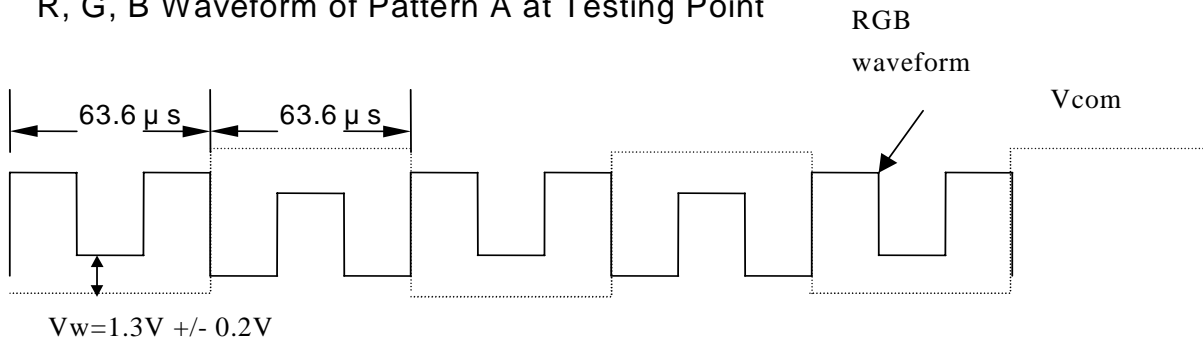 R, G, B Waveform of Pattern A at Testing Point
RGB
waveform
Vcom
63.6 μ s
63.6 μ s
Vw=1.3V +/- 0.2V